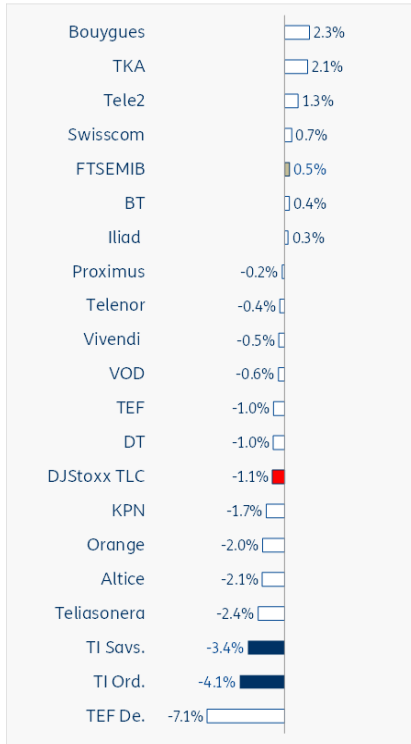 Bouygues 2.3%
TKA 2.1%
Tele2 1.3%
Swisscom 0.7%
FTSEMIB 0.5%
BT 0.4%
Iliad 0.3%
Proximus -0.2%
Telenor -0.4%
Vivendi -0.5%
VOD -0.6%
TEF -1.0%
DT -1.0%
DJStoxx TLC -1.1%
KPN -1.7%
Orange -2.0%
Altice -2.1%
Teliasonera -2.4%
TI Savs. -3.4%
TI Ord. -4.1%
TEF De. -7.1%